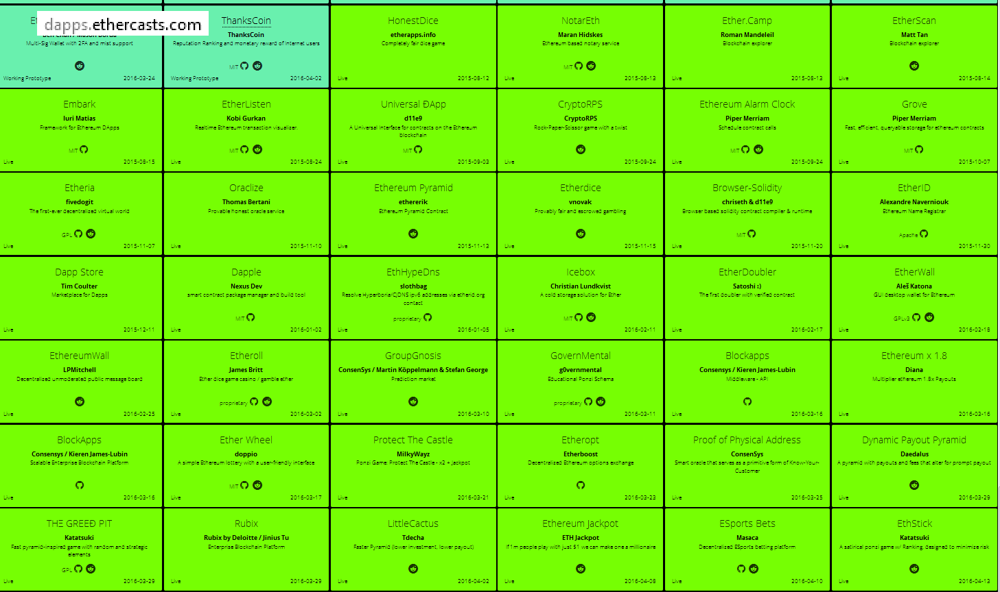 dapps.ethercasts.com
Multi-Sig Wallet with 2FA and mist support
Working Prototype 2016-03-24
ThanksCoin
ThanksCoin
Reputation Ranking and monetary reward of internet users
MIT
Working Prototype 2016-04-02
HonestDice
etherapps.info
Completely fair dice game
Live 2015-08-12
NotarEth
Maran Hidskes
Ethereum based notary service
MIT
Live 2015-08-13
Ether.Camp
Roman Mandeleil
Blockchain explorer
Live 2015-08-13
EtherScan
Matt Tan
Blockchain explorer
Live 2015-08-14
Embark
Iuri Matias
Framework for Ethereum DApps
MIT
Live 2015-08-15
EtherListen
Kobi Gurkan
Realtime Ethereum transaction visualizer.
MIT
Live 2015-08-24
Universal ÐApp
d11e9
A Universal interface for contracts on the Ethereum
blockchain
MIT
Live 2015-09-03
CryptoRPS
CryptoRPS
Rock-Paper-Scissor game with a twist
Live 2015-09-24
Ethereum Alarm Clock
Piper Merriam
Schedule contract calls
MIT
Live 2015-09-24
Grove
Piper Merriam
Fast, efficient, queryable storage for ethereum contracts
MIT
Live 2015-10-07
Etheria
fivedogit
The first-ever decentralized virtual world
GPL
Live 2015-11-07
Oraclize
Thomas Bertani
Provable honest oracle service
Live 2015-11-10
Ethereum Pyramid
ethererik
Ethereum Pyramid Contract
Live 2015-11-13
Etherdice
vnovak
Provably fair and escrowed gambling
Live 2015-11-15
Browser-Solidity
chriseth & d11e9
Browser based solidity contract compiler & runtime
MIT
Live 2015-11-20
EtherID
Alexandre Naverniouk
Ethereum Name Registrar
Apache
Live 2015-11-30
Dapp Store
Tim Coulter
Marketplace for Dapps
Live 2015-12-11
Dapple
Nexus Dev
smart contract package manager and build tool
MIT
Live 2016-01-02
EthHypeDns
slothbag
Resolve Hyperboria/CJDNS ipv6 addresses via etherid.org
contact
proprietary
Live 2016-01-05
Icebox
Christian Lundkvist
A cold storage solution for Ether
MIT
Live 2016-02-11
EtherDoubler
Satoshi :)
The first doubler with verified contract
Live 2016-02-17
EtherWall
Aleš Katona
GUI desktop wallet for Ethereum
GPLv3
Live 2016-02-18
EthereumWall
LPMitchell
Decentralized unmoderated public message board
Live 2016-02-25
Etheroll
James Britt
Ether dice game casino / gamble ether
proprietary
Live 2016-03-02
GroupGnosis
ConsenSys / Martin Köppelmann & Stefan George
Prediction market
Live 2016-03-10
GovernMental
g0vernmental
Educational Ponzi Schema
proprietary
Live 2016-03-11
Blockapps
Consensys / Kieren James-Lubin
Middleware - API
Live 2016-03-16
Ethereum x 1.8
Diana
Multiplier ethereum 1.8x Payouts
Live 2016-03-16
BlockApps
Consensys / Kieren James-Lubin
Scalable Enterprise Blockchain Platform
Live 2016-03-16
Ether Wheel
doppio
A simple Ethereum lottery with a user-friendly interface
MIT
Live 2016-03-17
Protect The Castle
MilkyWayz
Ponzi Game: Protect The Castle - x2 + Jackpot
Live 2016-03-21
Etheropt
Etherboost
Decentralized Ethereum options exchange
Live 2016-03-23
Proof of Physical Address
ConsenSys
Smart oracle that serves as a primitive form of Know-Your-
Customer
Live 2016-03-25
Dynamic Payout Pyramid
Daedalus
A pyramid with payouts and fees that alter for prompt payout
Live 2016-03-29
THΞ GREEÐ PIT
Katatsuki
Fast pyramid-inspired game with random and strategic
elements
GPL
Live 2016-03-29
Rubix
Rubix by Deloitte / Jinius Tu
Enterprise Blockchain Platform
Live 2016-03-29
LittleCactus
Tdecha
Faster Pyramid (lower investment, lower payout)
Live 2016-04-02
Ethereum Jackpot
ETH Jackpot
If 1m people play with just $1 we can make one a millionaire
Live 2016-04-08
ESports Bets
Masaca
Decentralized ESports betting platform
Live 2016-04-10
EthStick
Katatsuki
A satirical ponzi game w/ Ranking, designed to minimize risk
Live 2016-04-13